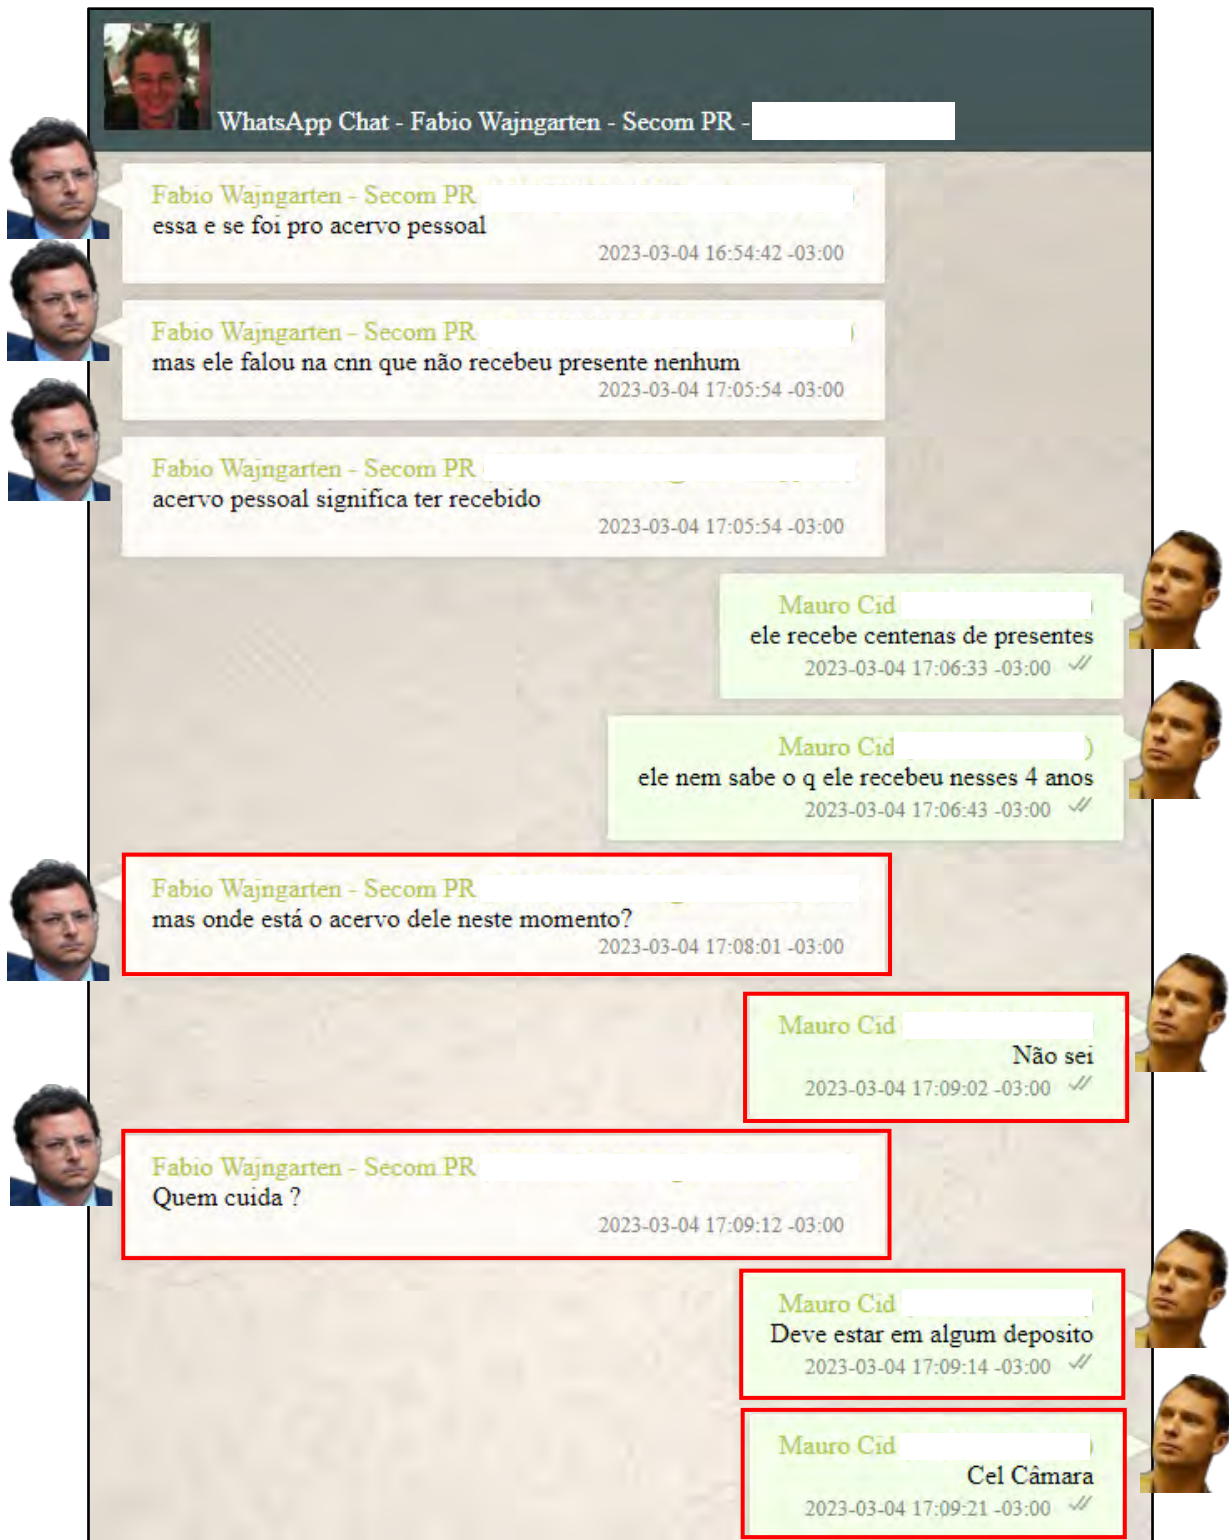 WhatsApp Chat - Fabio Wajngarten - Secom PR -
Fabio Wajngarten - Secom PR
essa e se foi pro acervo pessoal
2023-03-04 16:54:42 -03:00
Fabio Wajngarten - Secom PR
mas ele falou na cnn que não recebeu presente nenhum
2023-03-04 17:05:54 -03:00
Fabio Wajngarten - Secom PR
acervo pessoal significa ter recebido
2023-03-04 17:05:54 -03:00
Mauro Cid
ele recebe centenas de presentes
2023-03-04 17:06:33 -03:00
Mauro Cid )
ele nem sabe o q ele recebeu nesses 4 anos
2023-03-04 17:06:43 -03:00
Fabio Wajngarten - Secom PR
mas onde está o acervo dele neste momento?
2023-03-04 17:08:01 -03:00
Mauro Cid
Não sei
2023-03-04 17:09:02 -03:00
Fabio Wajngarten - Secom PR
Quem cuida ?
2023-03-04 17:09:12 -03:00
Mauro Cid
Deve estar em algum deposito
2023-03-04 17:09:14 -03:00
Mauro Cid
Cel Câmara
2023-03-04 17:09:21 -03:00